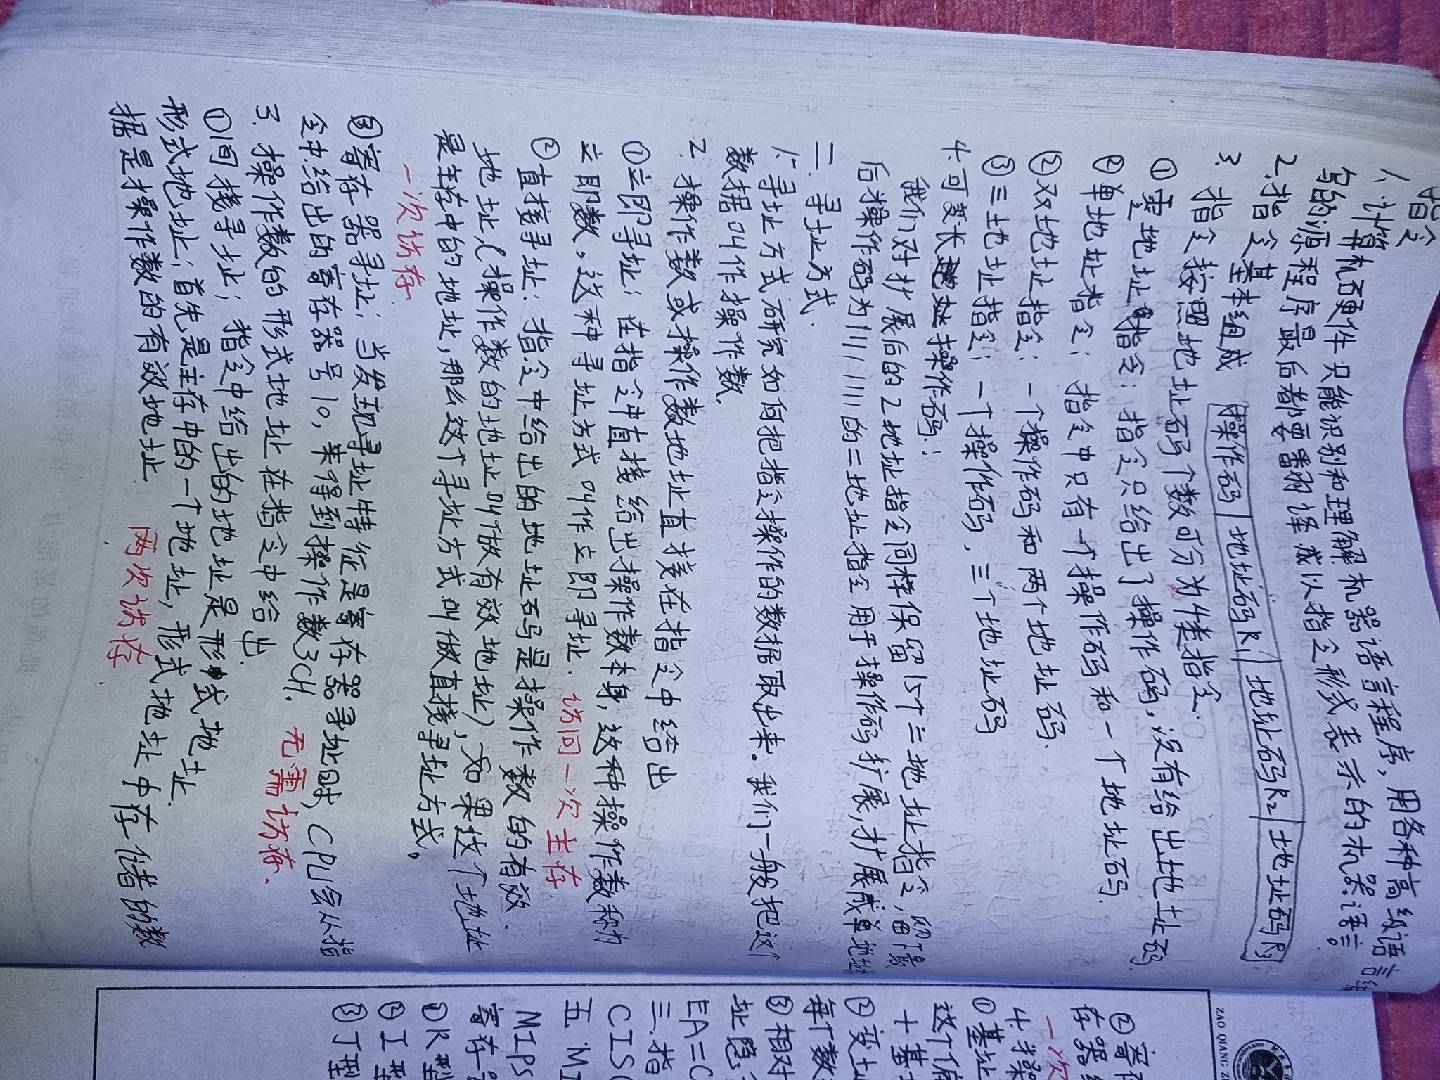 指令
1. 计算机硬件只能识别和理解机器语言程序，用各种高级语言编
写的源程序最后都要翻译成以指令形式表示的机器语言.
2. 指令基本组成 操作码 | 地址码R1 | 地址码R2 | 地址码R3
3. 指令按照地址码个数可分为4类指令.
①零地址指令：指令只给出了操作码，没有给出地址码.
②单地址指令；指令中只有一个操作码和一个地址码.
②双地址指令：一个操作码和两个地址码.
③三地址指令；一个操作码，三个地址码
4. 可变长操作码：
我们对扩展后的2地址指令同样保留15个二地址指令，留下最
后操作码为1111 1111的二地址指令用于操作码扩展，扩展成单地址
二. 寻址方式.
1. 寻址方式研究如何把指令操作的数据取出来。我们一般把这个
数据叫作操作数.
2. 操作数或操作数地址直接在指令中给出
①立即寻址；在指令中直接给出操作数本身，这种操作数称为
立即数。这种寻址方式叫作立即寻址. 访问一次主存.
②直接寻址：指令中给出的地址码是操作数的有效.
地址，(操作数的地址叫做有效地址)，如果这个地址
是主存中的地址，那么这个寻址方式叫做直接寻址方式。
一次访存.
③寄存器寻址；当发现寻址特征是寄存器寻址时，CPU会从指
令中给出的寄存器号10，来得到操作数3CH. 无需访存.
3. 操作数的形式地址在指令中给出.
①间接寻址；指令中给出的地址是形式地址.
形式地址；首先是主存中的一个地址，形式地址中存储者的数
据是操作数的有效地址 两次访存.
ZAO QIANG
②寄存
存器
一次
4. 操
①基址
这个偏
+基
②变址
每个数
③相对
址隐
EA=C
三. 指
CISC
五 MI
MIPS
寄存器
①R型
②I型
③J型